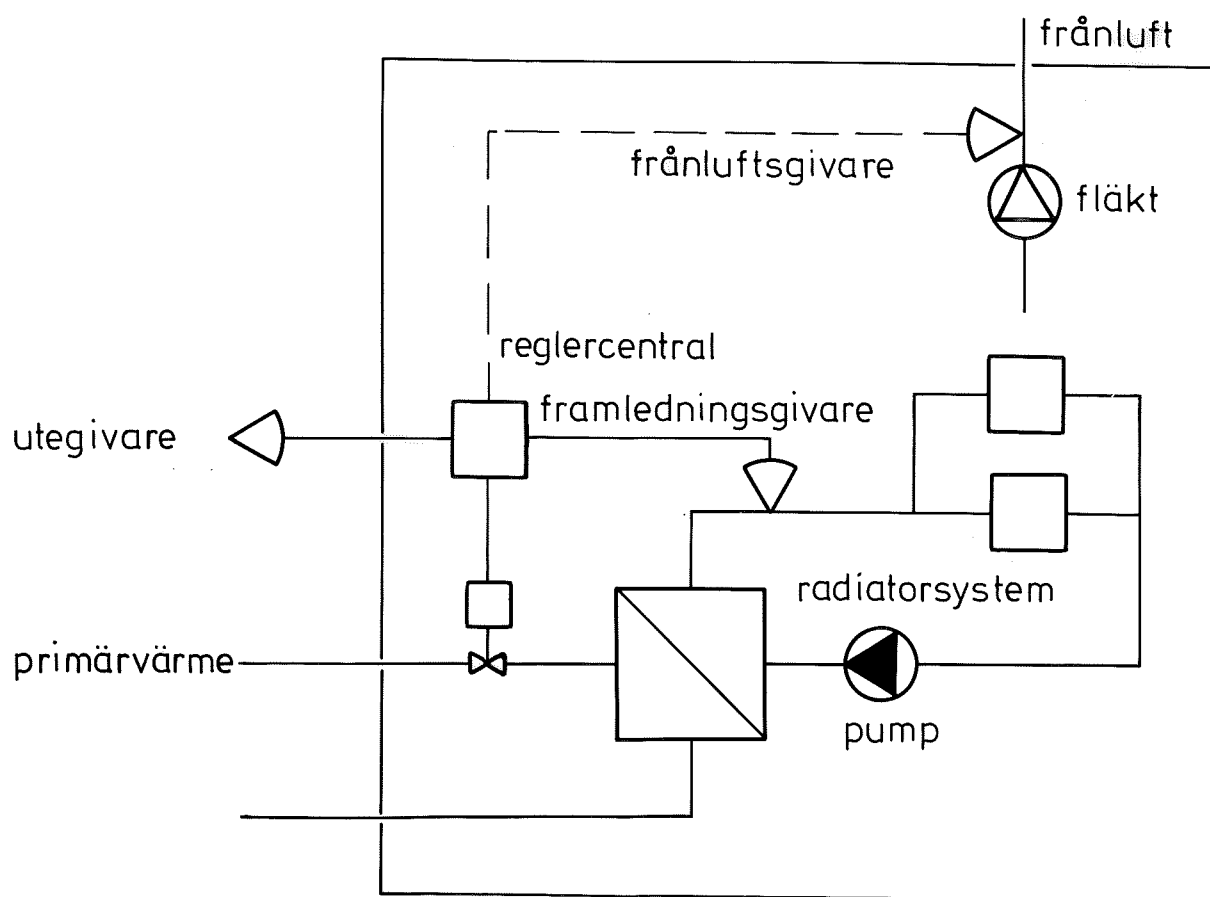 frånluft
frånluftsgivare
fläkt
reglercentral
framledningsgivare
utegivare
radiatorsystem
primärvärme
pump